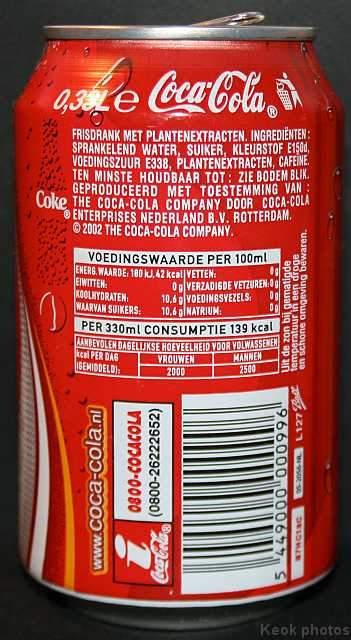 0,33L e Coca-Cola ®
FRISDRANK MET PLANTENEXTRACTEN. INGREDIËNTEN:
SPRANKELEND WATER, SUIKER, KLEURSTOF E150d,
VOEDINGSZUUR E338, PLANTENEXTRACTEN, CAFEÏNE.
TEN MINSTE HOUDBAAR TOT: ZIE BODEM BLIK.
GEPRODUCEERD MET TOESTEMMING VAN:
THE COCA-COLA COMPANY DOOR COCA-COLA
ENTERPRISES NEDERLAND B.V. ROTTERDAM.
© 2002 THE COCA-COLA COMPANY.
Coke ®
VOEDINGSWAARDE PER 100ml
ENERG. WAARDE: 180 kJ, 42 kcal VETTEN: 0g
EIWITTEN: 0g VERZADIGDE VETZUREN: 0g
KOOLHYDRATEN: 10,6g VOEDINGSVEZELS: 0g
WAARVAN SUIKERS: 10,6g NATRIUM: 0g
PER 330ml CONSUMPTIE 139 kcal
AANBEVOLEN DAGELIJKSE HOEVEELHEID VOOR VOLWASSENEN
kcal PER DAG VROUWEN MANNEN
(GEMIDDELD): 2000 2500
Uit de zon bij gematigde
temperatuur in een droge
en schone omgeving bewaren.
www.coca-cola.nl
0800-COCACOLA
(0800-26222652)
i
Coca-Cola ®
5 449000 000996
L127
35-2056-NL
Keok photos